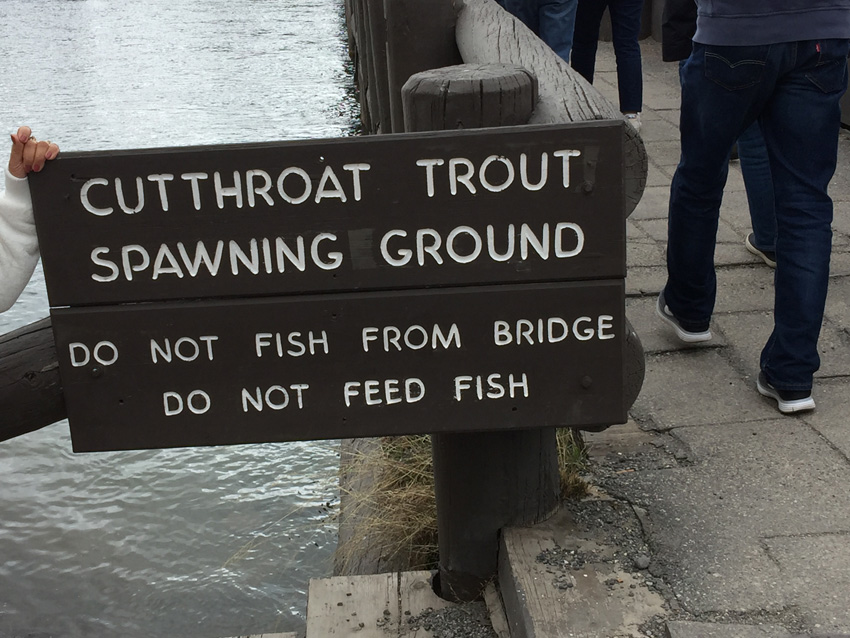 CUTTHROAT TROUT
SPAWNING GROUND
DO NOT FISH FROM BRIDGE
DO NOT FEED FISH